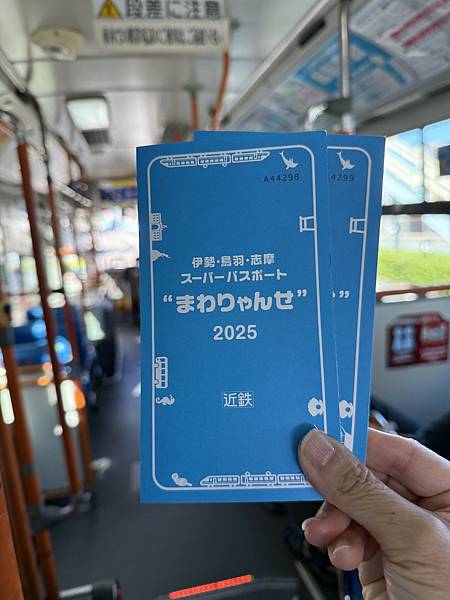 段差に注意
A44298
4299
伊勢・鳥羽・志摩
スーパーパスポート
“まわりゃんせ”
2025
近鉄